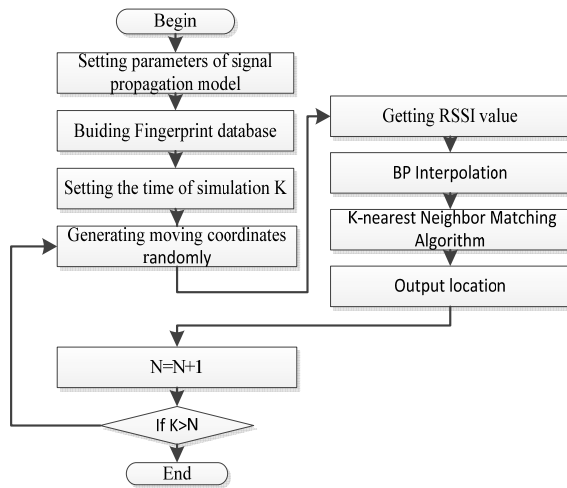 Begin
Setting parameters of signal
propagation model
Buiding Fingerprint database
Setting the time of simulation K
Generating moving coordinates
randomly
Getting RSSI value
BP Interpolation
K-nearest Neighbor Matching
Algorithm
Output location
N=N+1
If K>N
End